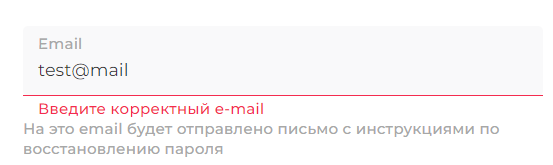 Email
test@mail
Введите корректный e-mail
На это email будет отправлено письмо с инструкциями по
восстановлению пароля